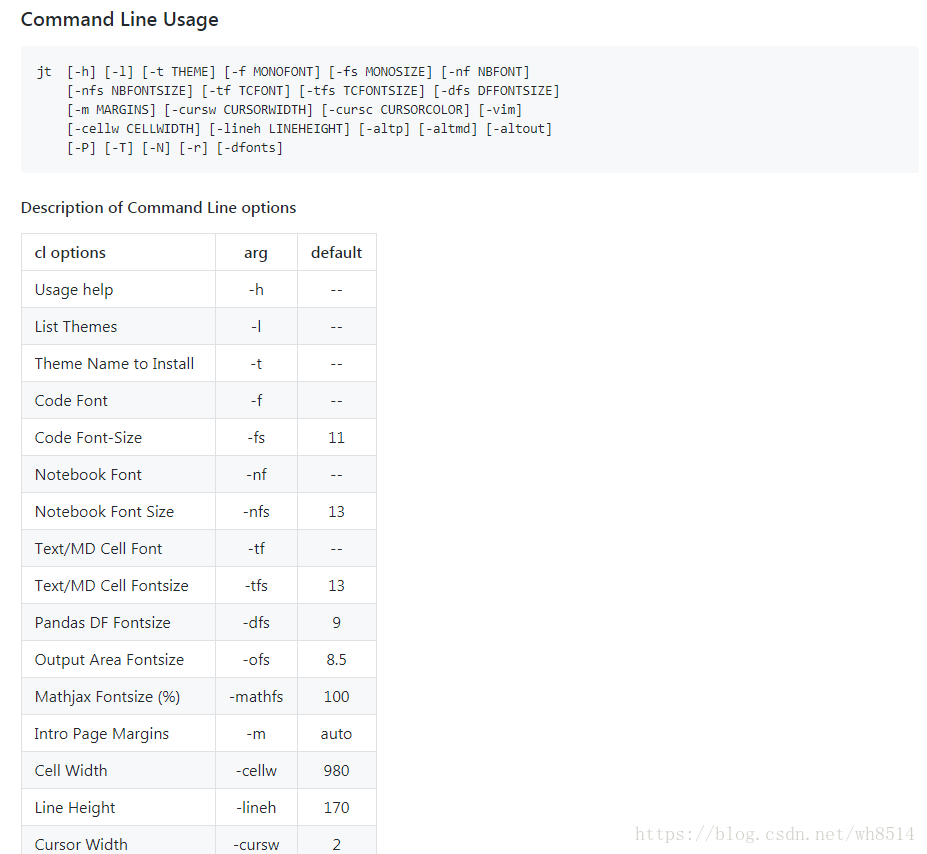 Command Line Usage
jt [-h] [-l] [-t THEME] [-f MONOFONT] [-fs MONOSIZE] [-nf NBFONT]
[-nfs NBFONTSIZE] [-tf TCFONT] [-tfs TCFONTSIZE] [-dfs DFFONTSIZE]
[-m MARGINS] [-cursw CURSORWIDTH] [-cursc CURSORCOLOR] [-vim]
[-cellw CELLWIDTH] [-lineh LINEHEIGHT] [-altp] [-altmd] [-altout]
[-P] [-T] [-N] [-r] [-dfonts]
Description of Command Line options
cl options arg default
Usage help -h --
List Themes -l --
Theme Name to Install -t --
Code Font -f --
Code Font-Size -fs 11
Notebook Font -nf --
Notebook Font Size -nfs 13
Text/MD Cell Font -tf --
Text/MD Cell Fontsize -tfs 13
Pandas DF Fontsize -dfs 9
Output Area Fontsize -ofs 8.5
Mathjax Fontsize (%) -mathfs 100
Intro Page Margins -m auto
Cell Width -cellw 980
Line Height -lineh 170
Cursor Width -cursw 2
https://blog.csdn.net/wh8514